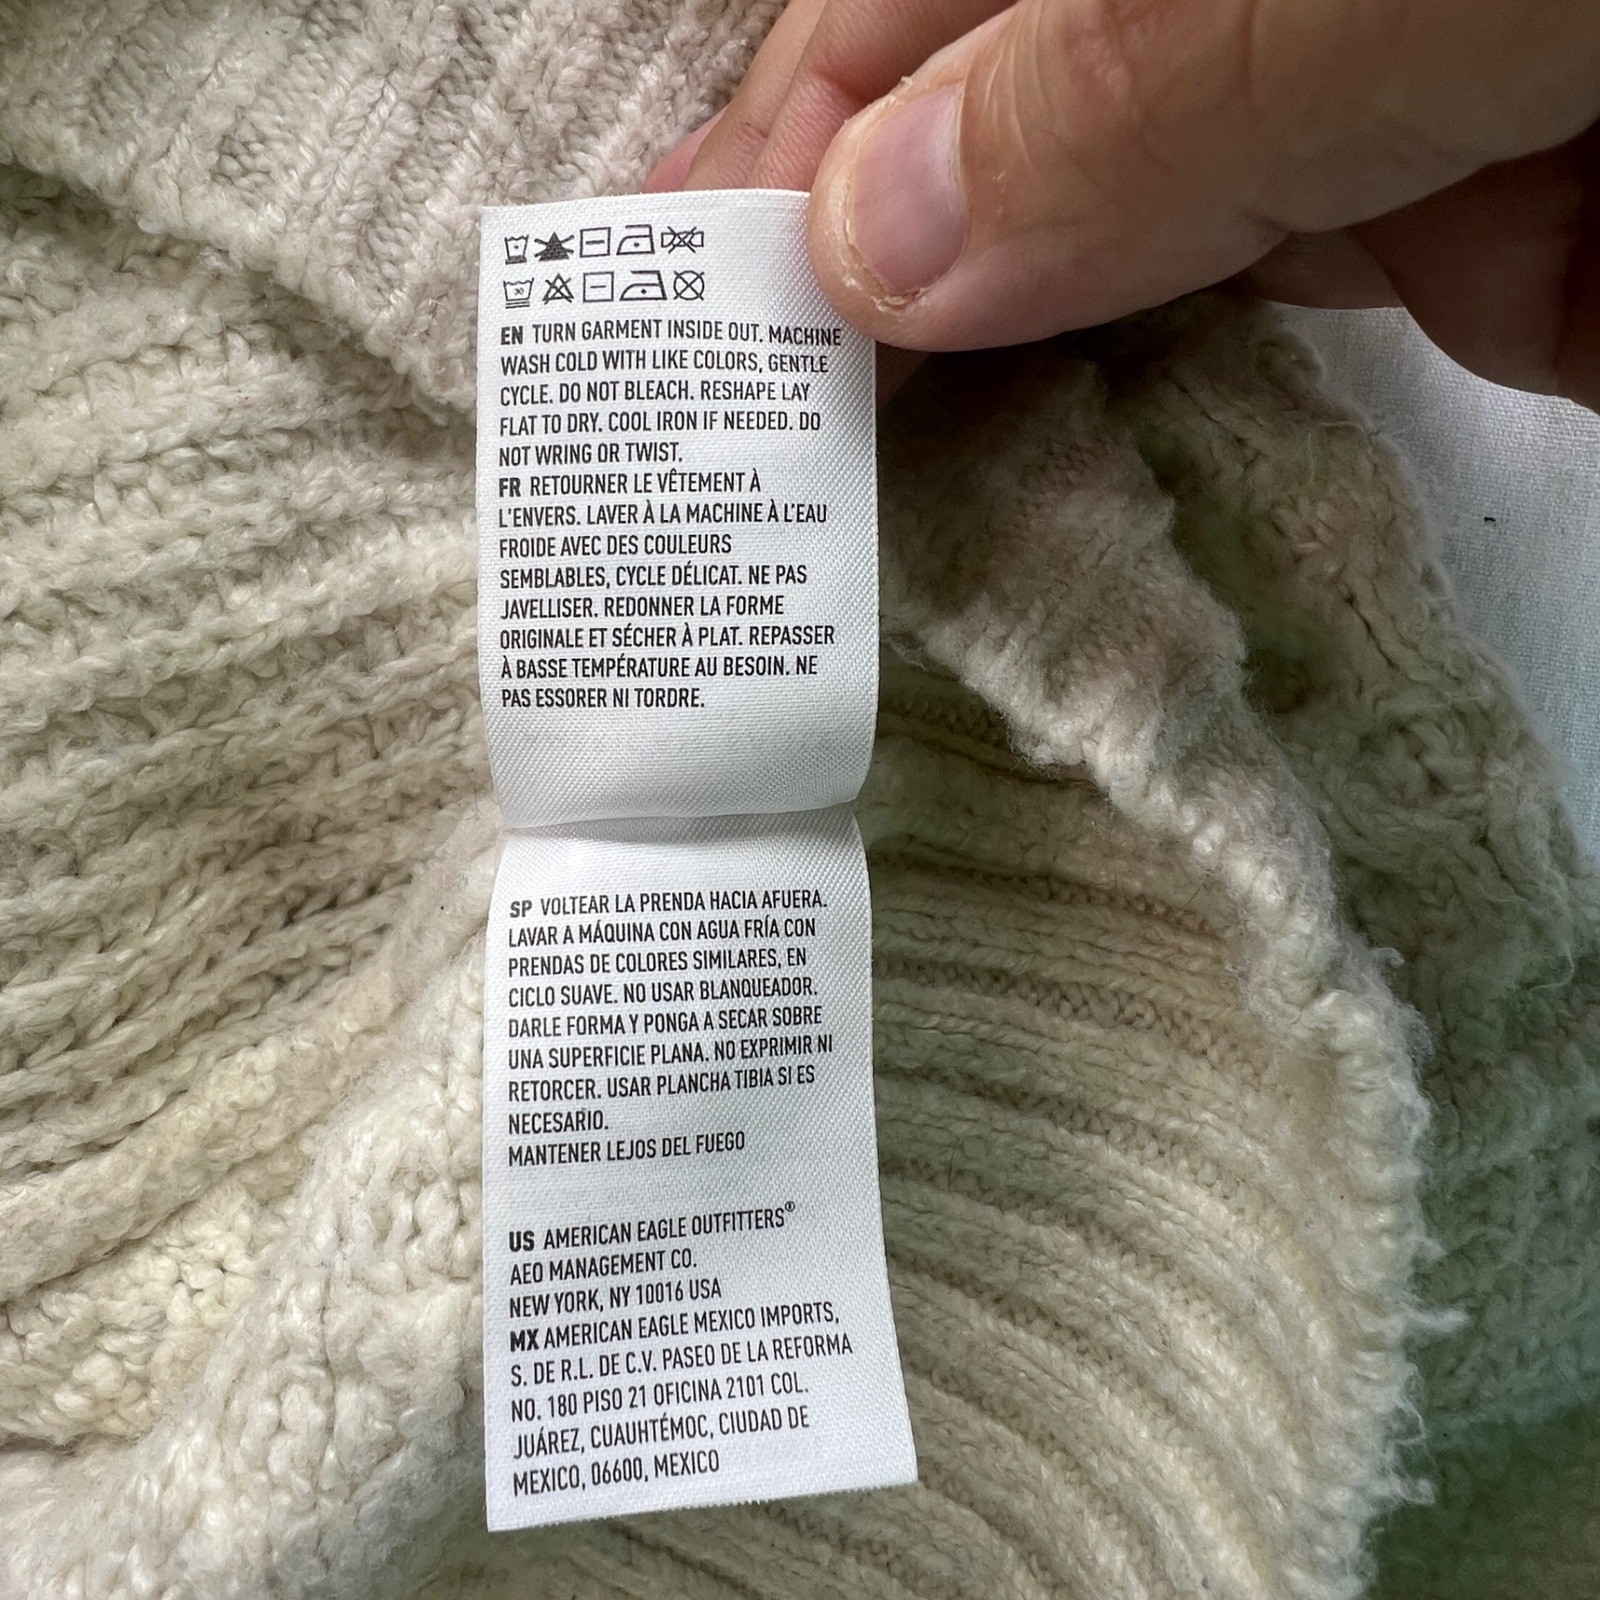 30
EN TURN GARMENT INSIDE OUT. MACHINE
WASH COLD WITH LIKE COLORS, GENTLE
CYCLE. DO NOT BLEACH. RESHAPE LAY
FLAT TO DRY. COOL IRON IF NEEDED. DO
NOT WRING OR TWIST.
FR RETOURNER LE VÊTEMENT À
L'ENVERS. LAVER À LA MACHINE À L'EAU
FROIDE AVEC DES COULEURS
SEMBLABLES, CYCLE DÉLICAT. NE PAS
JAVELLISER. REDONNER LA FORME
ORIGINALE ET SÉCHER À PLAT. REPASSER
À BASSE TEMPÉRATURE AU BESOIN. NE
PAS ESSORER NI TORDRE.
SP VOLTEAR LA PRENDA HACIA AFUERA.
LAVAR A MÁQUINA CON AGUA FRÍA CON
PRENDAS DE COLORES SIMILARES, EN
CICLO SUAVE. NO USAR BLANQUEADOR.
DARLE FORMA Y PONGA A SECAR SOBRE
UNA SUPERFICIE PLANA. NO EXPRIMIR NI
RETORCER. USAR PLANCHA TIBIA SI ES
NECESARIO.
MANTENER LEJOS DEL FUEGO
US AMERICAN EAGLE OUTFITTERS®
AEO MANAGEMENT CO.
NEW YORK, NY 10016 USA
MX AMERICAN EAGLE MEXICO IMPORTS,
S. DE R.L. DE C.V. PASEO DE LA REFORMA
NO. 180 PISO 21 OFICINA 2101 COL.
JUÁREZ, CUAUHTÉMOC, CIUDAD DE
MEXICO, 06600, MEXICO